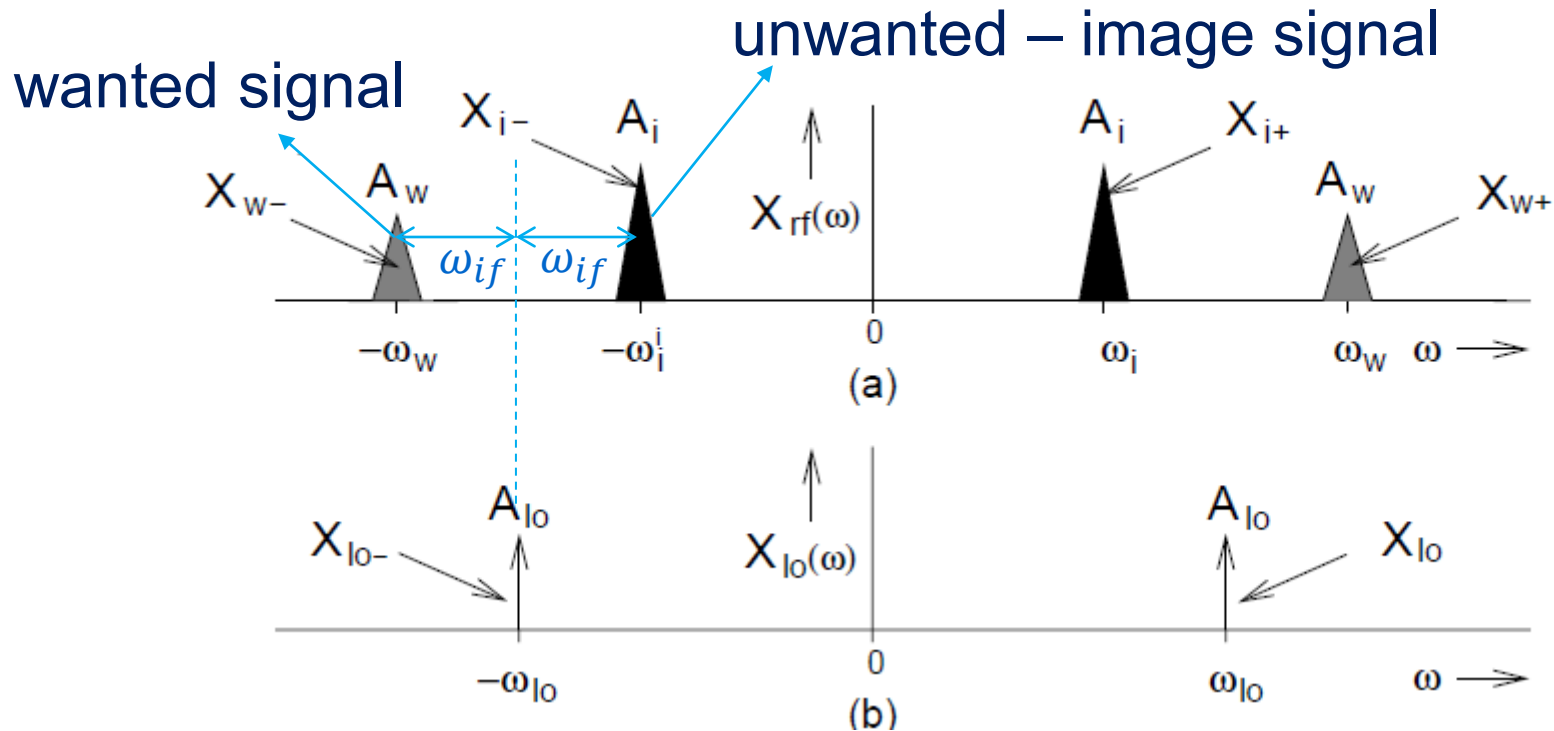 unwanted – image signal
wanted signal
X i– A i A i X i+
X w– A w X rf(ω) A w X w+
ω if ω if
–ω w –ω i i 0 ω i ω w ω
(a)
A lo A lo
X lo– X lo(ω) X lo
–ω lo 0 ω lo ω
(b)